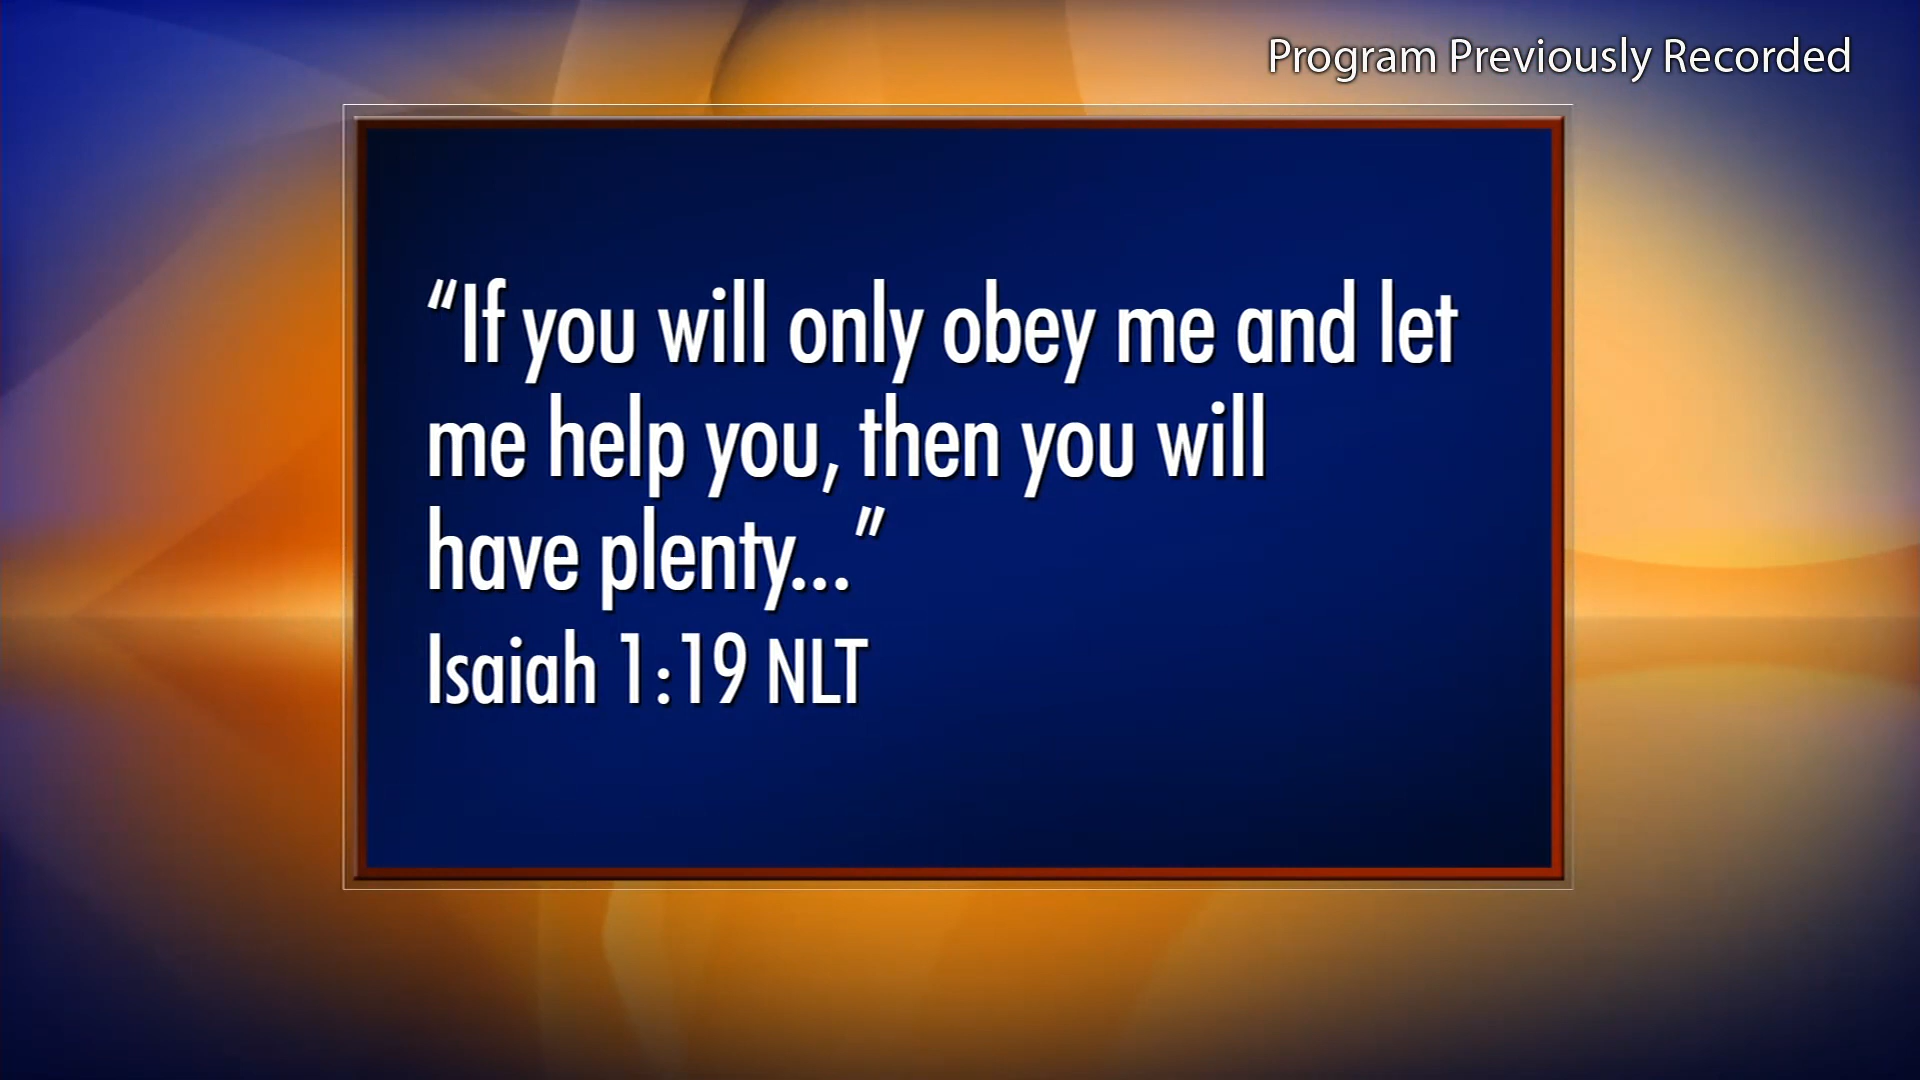 Program Previously Recorded
“If you will only obey me and let
me help you, then you will
have plenty...”
Isaiah 1:19 NLT